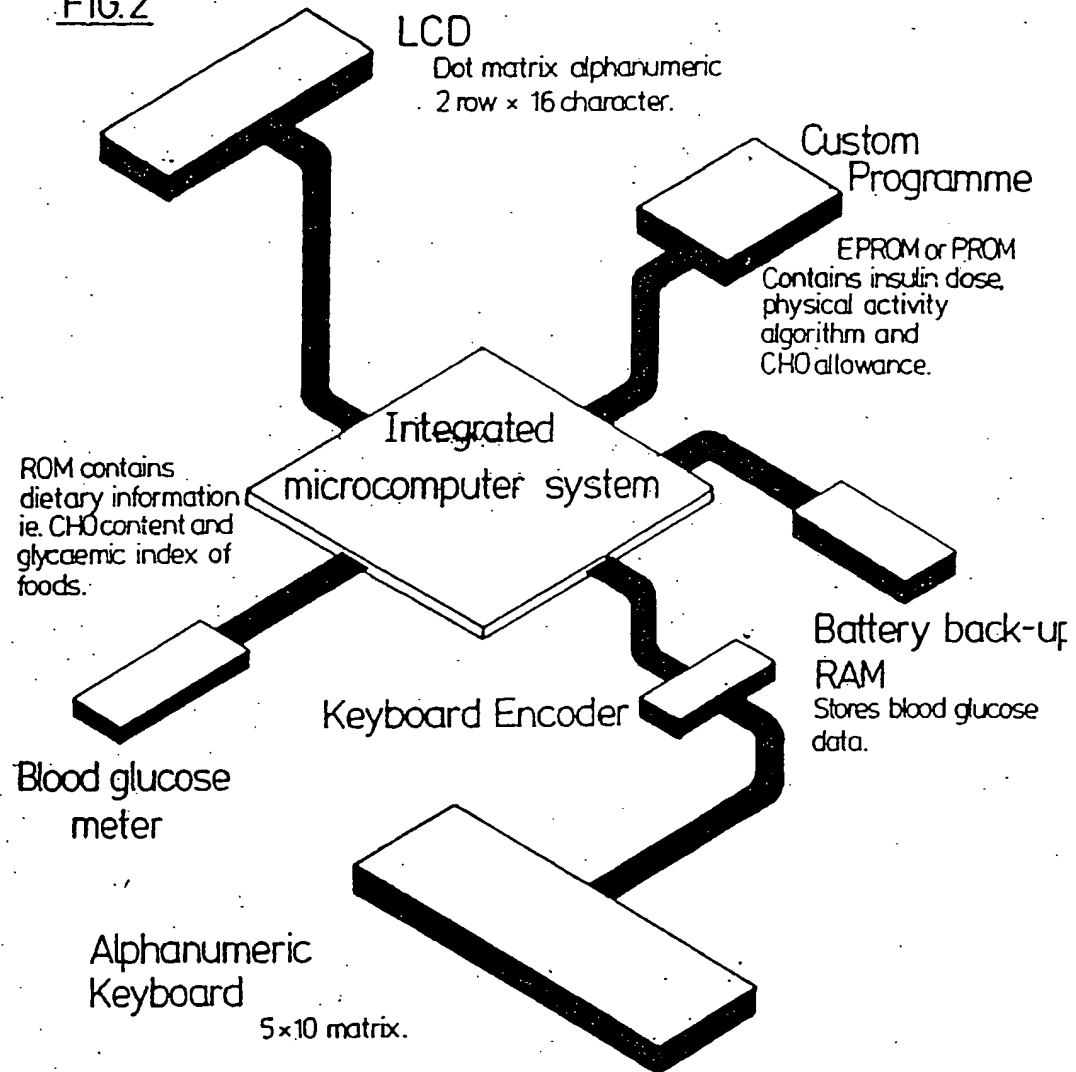 FIG. 2
LCD
Dot matrix alphanumeric
2 row × 16 character.
Custom
Programme
EPROM or PROM
Contains insulin dose,
physical activity
algorithm and
CHO allowance.
Integrated
microcomputer system
ROM contains
dietary information
ie. CHO content and
glycaemic index of
foods.
Battery back-up
RAM
Stores blood glucose
data.
Keyboard Encoder
Blood glucose
meter
Alphanumeric
Keyboard
5×10 matrix.